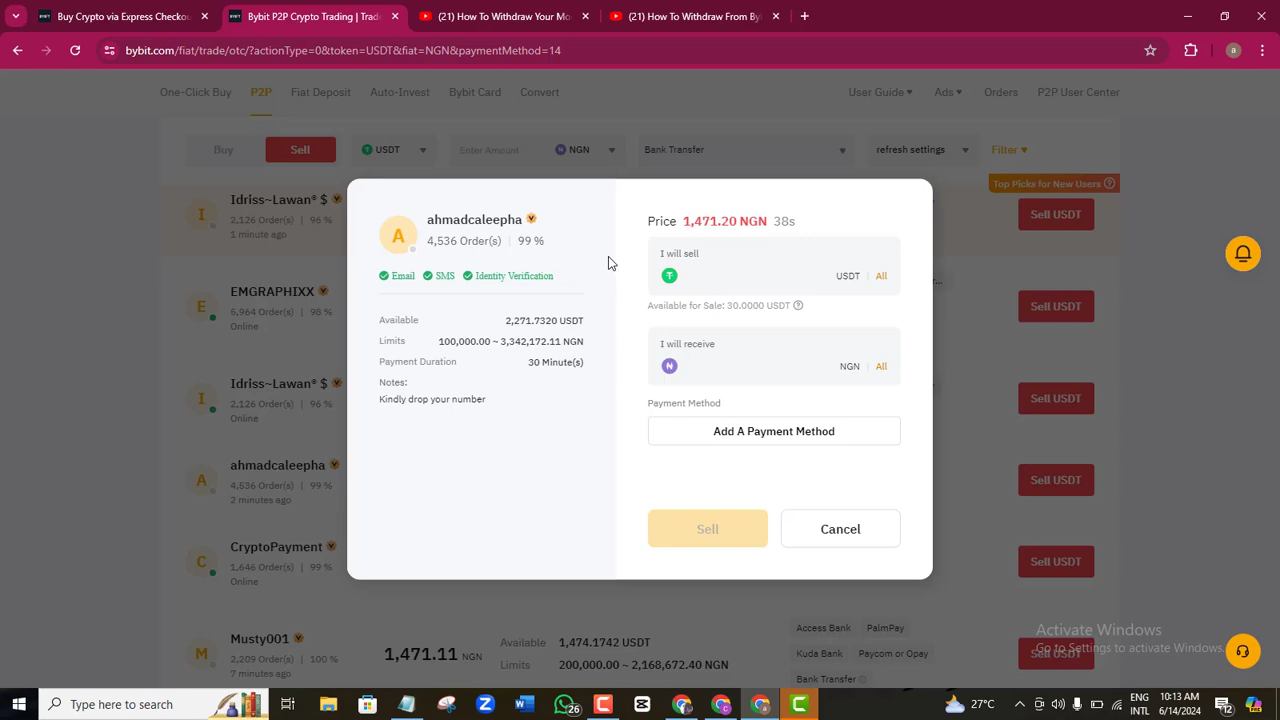 Buy Crypto via Express Checkou
Bybit P2P Crypto Trading | Trad
(21) How To Withdraw Your Mo
(21) How To Withdraw From By
bybit.com/fiat/trade/otc/?actionType=0&token=USDT&fiat=NGN&paymentMethod=14
a
One-Click Buy P2P Fiat Deposit Auto-Invest Bybit Card Convert User Guide Ads Orders P2P User Center
Buy Sell USDT Enter Amount NGN Bank Transfer refresh settings Filter
Top Picks for New Users
I Idriss~Lawan® $
2,126 Order(s) | 96 %
1 minute ago
Sell USDT
E EMGRAPHIXX
5,964 Order(s) | 98 %
Online
Sell USDT
I Idriss~Lawan® $
2,126 Order(s) | 96 %
Online
Sell USDT
A ahmadcaleepha
4,536 Order(s) | 99 %
2 minutes ago
Sell USDT
C CryptoPayment
1,646 Order(s) | 99 %
Online
Sell USDT
M Musty001
2,209 Order(s) | 100 %
7 minutes ago
1,471.11 NGN
Available 1,474.1742 USDT
Limits 200,000.00 ~ 2,168,672.40 NGN
Access Bank PalmPay
Kuda Bank Paycom or Opay
Bank Transfer
Sell USDT
A ahmadcaleepha
4,536 Order(s) | 99 %
Email SMS Identity Verification
Available 2,271.7320 USDT
Limits 100,000.00 ~ 3,342,172.11 NGN
Payment Duration 30 Minute(s)
Notes:
Kindly drop your number
Price 1,471.20 NGN 38s
I will sell
USDT | All
Available for Sale: 30.0000 USDT
I will receive
NGN | All
Payment Method
Add A Payment Method
Sell Cancel
Activate Windows
Go to Settings to activate Windows.
Type here to search
26
27°C
ENG
INTL
10:13 AM
6/14/2024
12